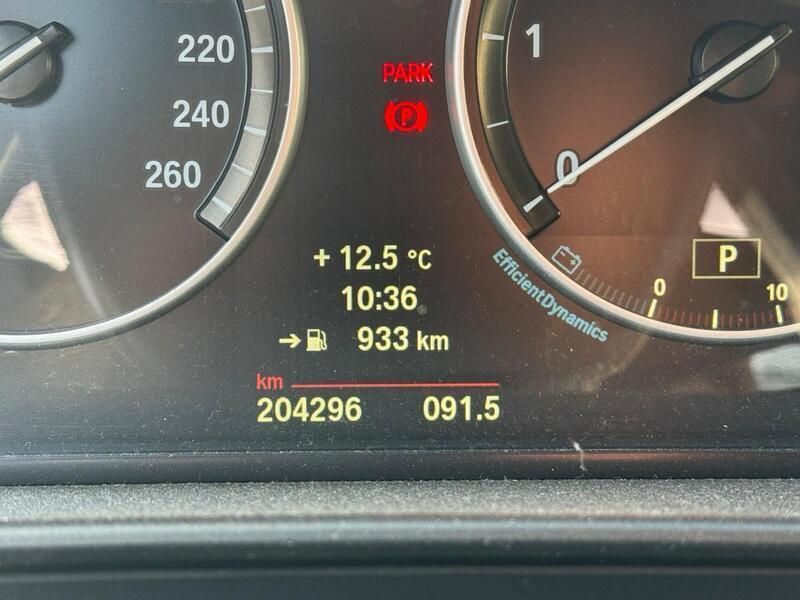 220
240
260
PARK
P
+ 12.5 °C
10:36
933 km
km
204296 091.5
1
0
EfficientDynamics
P
0 10